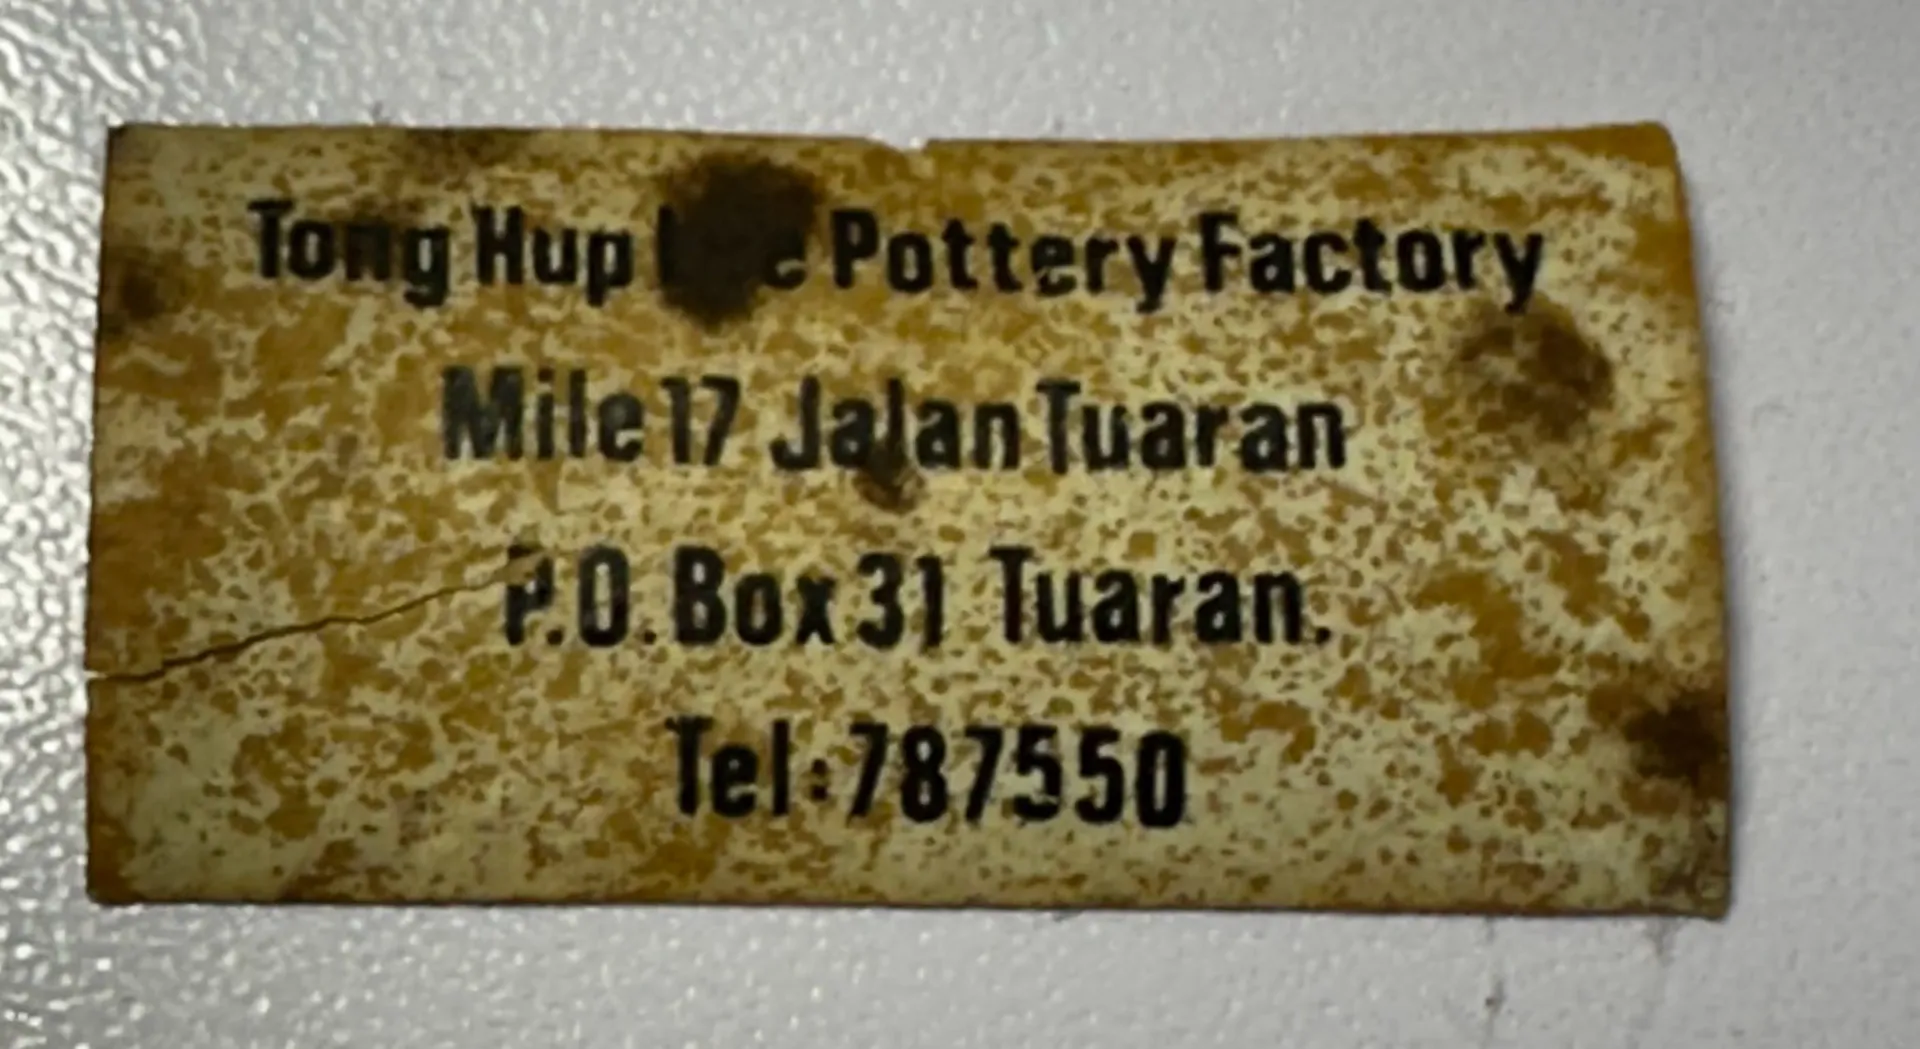 Tong Hup Pottery Factory
Mile 17 Jalan Tuaran
P.O. Box 31 Tuaran.
Tel: 787550